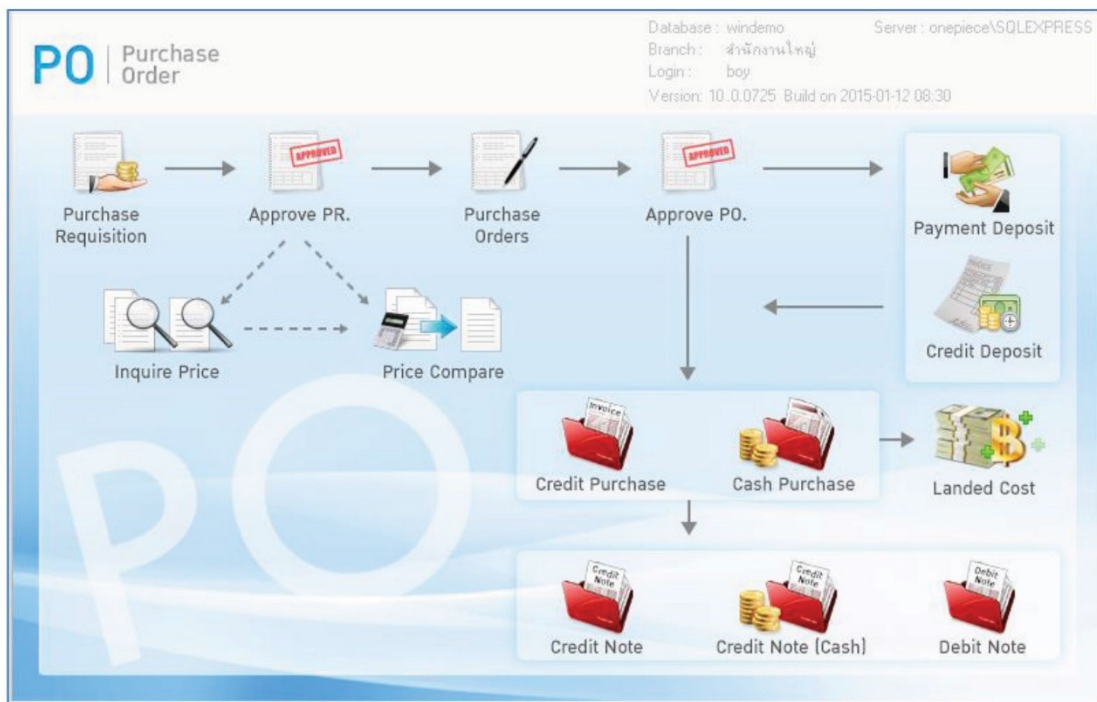 PO | Purchase
Order
Database : windemo Server : onepiece\SQLEXPRESS
Branch : สำนักงานใหญ่
Login : boy
Version: 10.0.0725 Build on 2015-01-12 08:30
APPROVED
APPROVED
Purchase
Requisition
Approve PR.
Purchase
Orders
Approve PO.
Payment Deposit
INVOICE
Inquire Price
Price Compare
Credit Deposit
Invoice
Credit Purchase
Cash Purchase
Landed Cost
PO
Credit
Note
Credit
Note
Debit
Note
Credit Note
Credit Note (Cash)
Debit Note